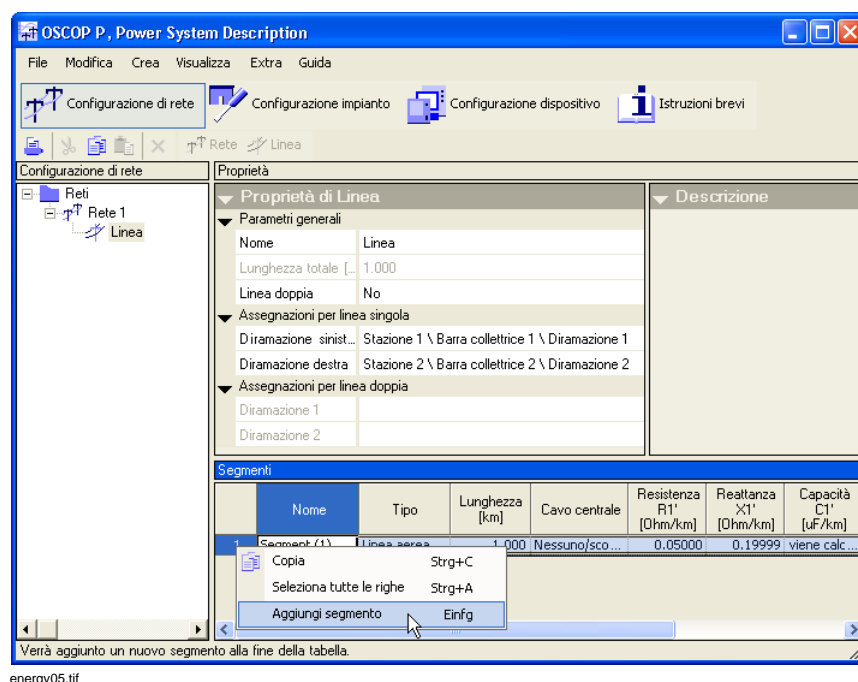 OSCOP P, Power System Description
File Modifica Crea Visualizza Extra Guida
Configurazione di rete Configurazione impianto Configurazione dispositivo Istruzioni brevi
Rete Linea
Configurazione di rete
Reti
Rete 1
Linea
Proprietà
Proprietà di Linea
Descrizione
Parametri generali
Nome Linea
Lunghezza totale [... 1.000
Linea doppia No
Assegnazioni per linea singola
Diramazione sinist... Stazione 1 \ Barra collettrice 1 \ Diramazione 1
Diramazione destra Stazione 2 \ Barra collettrice 2 \ Diramazione 2
Assegnazioni per linea doppia
Diramazione 1
Diramazione 2
Segmenti
Nome Tipo Lunghezza [km] Cavo centrale Resistenza R1' [Ohm/km] Reattanza X1' [Ohm/km] Capacità C1' [uF/km]
1 Segment (1) Linea aerea 1.000 Nessuno/sco... 0.05000 0.19999 viene calc...
Copia Strg+C
Seleziona tutte le righe Strg+A
Aggiungi segmento Einfg
Verrà aggiunto un nuovo segmento alla fine della tabella.
energy05.tif